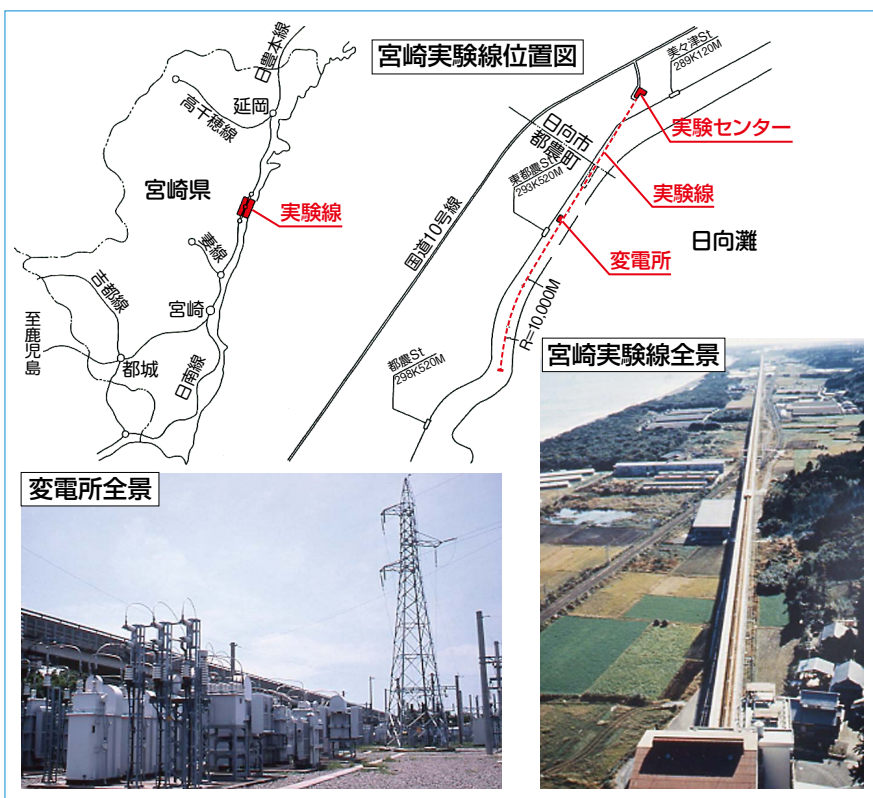 宮崎実験線位置図
日豊本線
延岡
高千穂線
宮崎県
実験線
妻線
吉都線
宮崎
至鹿児島
都城
日南線
美々津St
289K120M
実験センター
日向市
都農町
東都農St
293K520M
実験線
国道10号線
日向灘
変電所
R=10,000M
都農St
298K520M
宮崎実験線全景
変電所全景